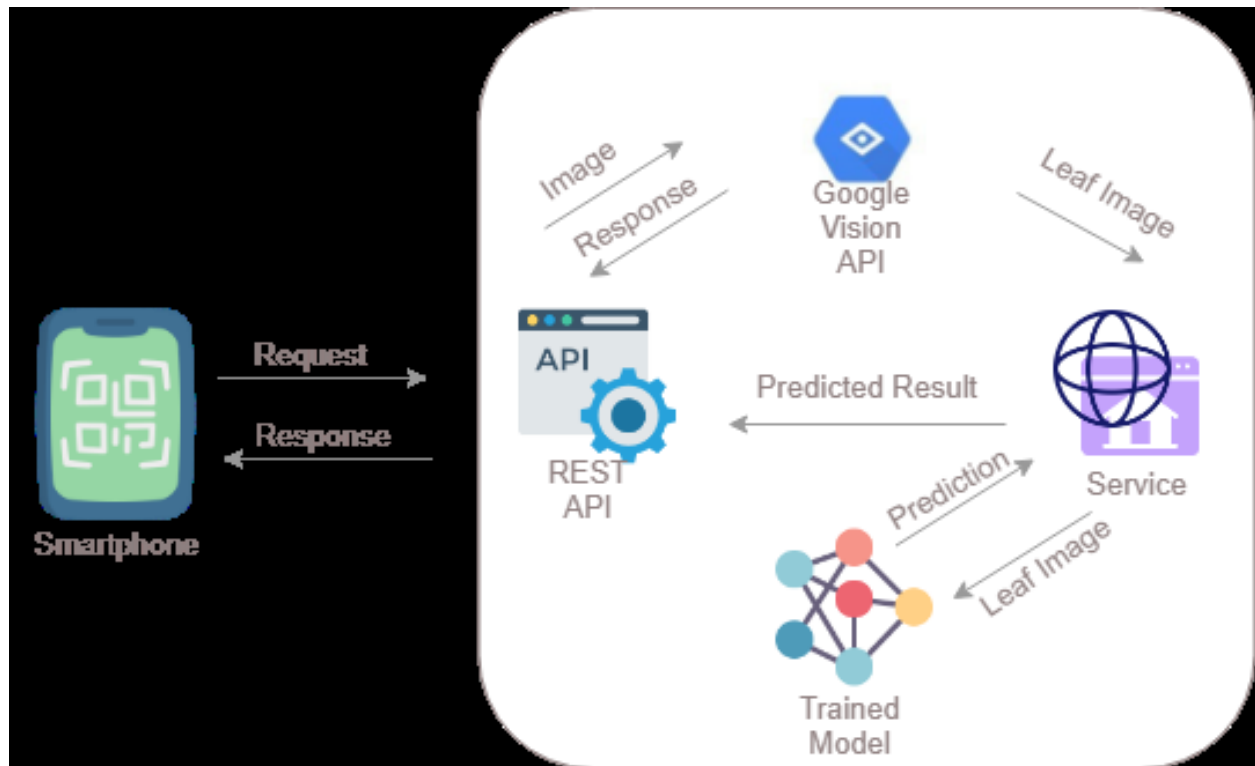 Image
Response
Google
Vision
API
Leaf Image
Request
Response
Smartphone
API
REST
API
Predicted Result
Service
Prediction
Leaf Image
Trained
Model